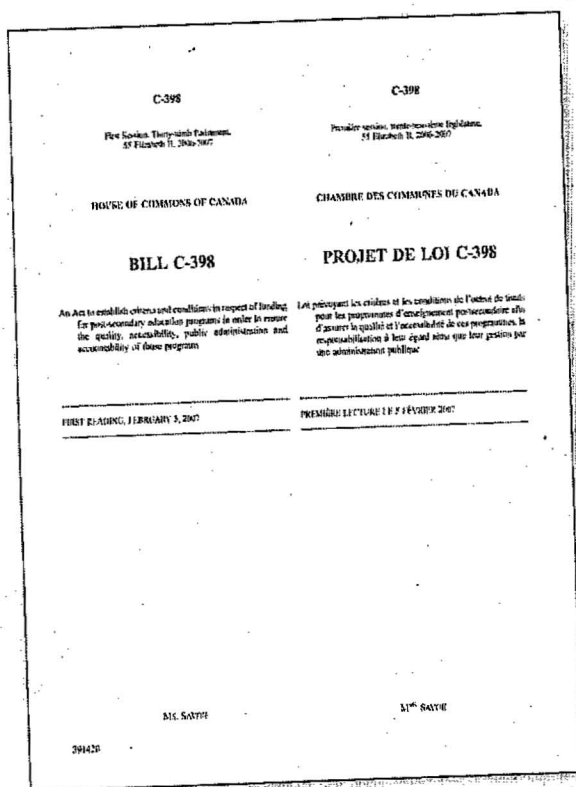 C-398
First Session, Thirty-ninth Parliament,
55 Elizabeth II, 2006-2007
HOUSE OF COMMONS OF CANADA
BILL C-398
An Act to establish criteria and conditions in respect of funding
for post-secondary education programs in order to ensure
the quality, accessibility, public administration and
accountability of those programs
FIRST READING, FEBRUARY 5, 2007
MS. SAVOIE
391420
C-398
Première session, trente-neuvième législature,
55 Elizabeth II, 2006-2007
CHAMBRE DES COMMUNES DU CANADA
PROJET DE LOI C-398
Loi prévoyant les critères et les conditions de l'octroi de fonds
pour les programmes d'enseignement postsecondaire afin
d'assurer la qualité et l'accessibilité de ces programmes, la
responsabilisation à leur égard ainsi que leur gestion par
une administration publique
PREMIÈRE LECTURE LE 5 FÉVRIER 2007
Mme SAVOIE